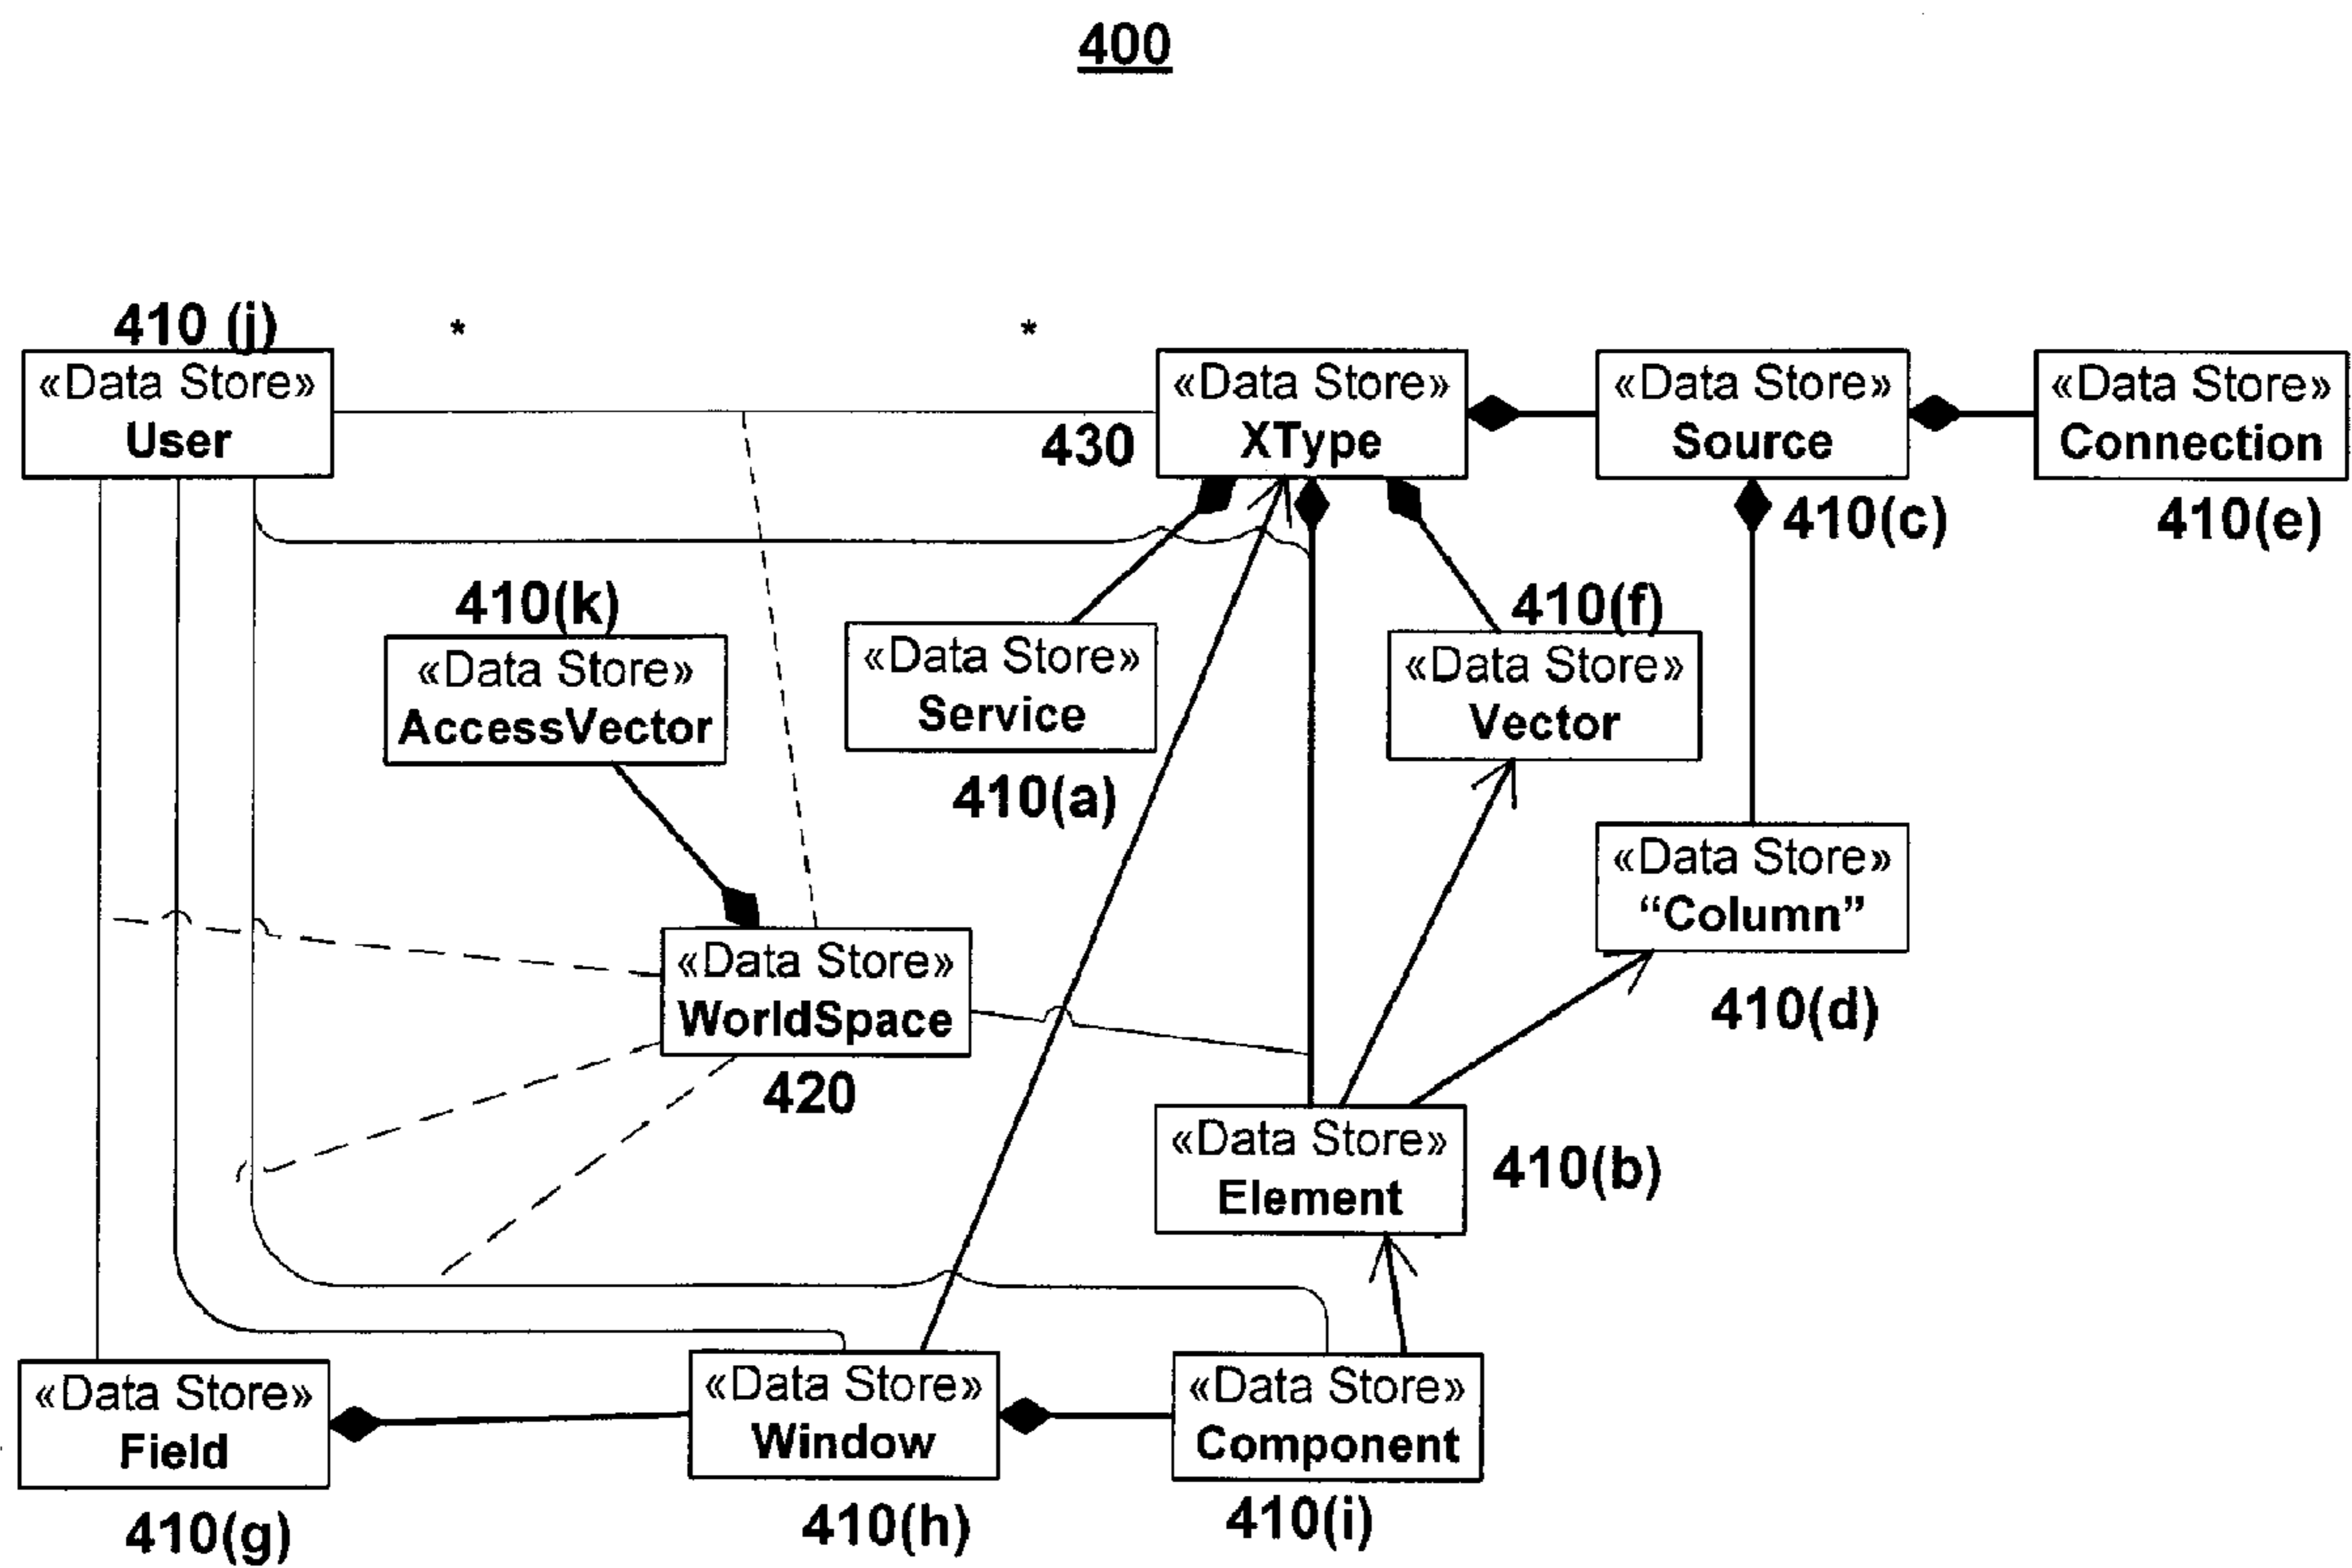 400
410 (j)
*
*
«Data Store»
User
430
«Data Store»
XType
«Data Store»
Source
410(c)
«Data Store»
Connection
410(e)
410(k)
«Data Store»
AccessVector
«Data Store»
Service
410(a)
410(f)
«Data Store»
Vector
«Data Store»
“Column”
410(d)
«Data Store»
WorldSpace
420
«Data Store»
Element
410(b)
«Data Store»
Field
410(g)
«Data Store»
Window
410(h)
«Data Store»
Component
410(i)